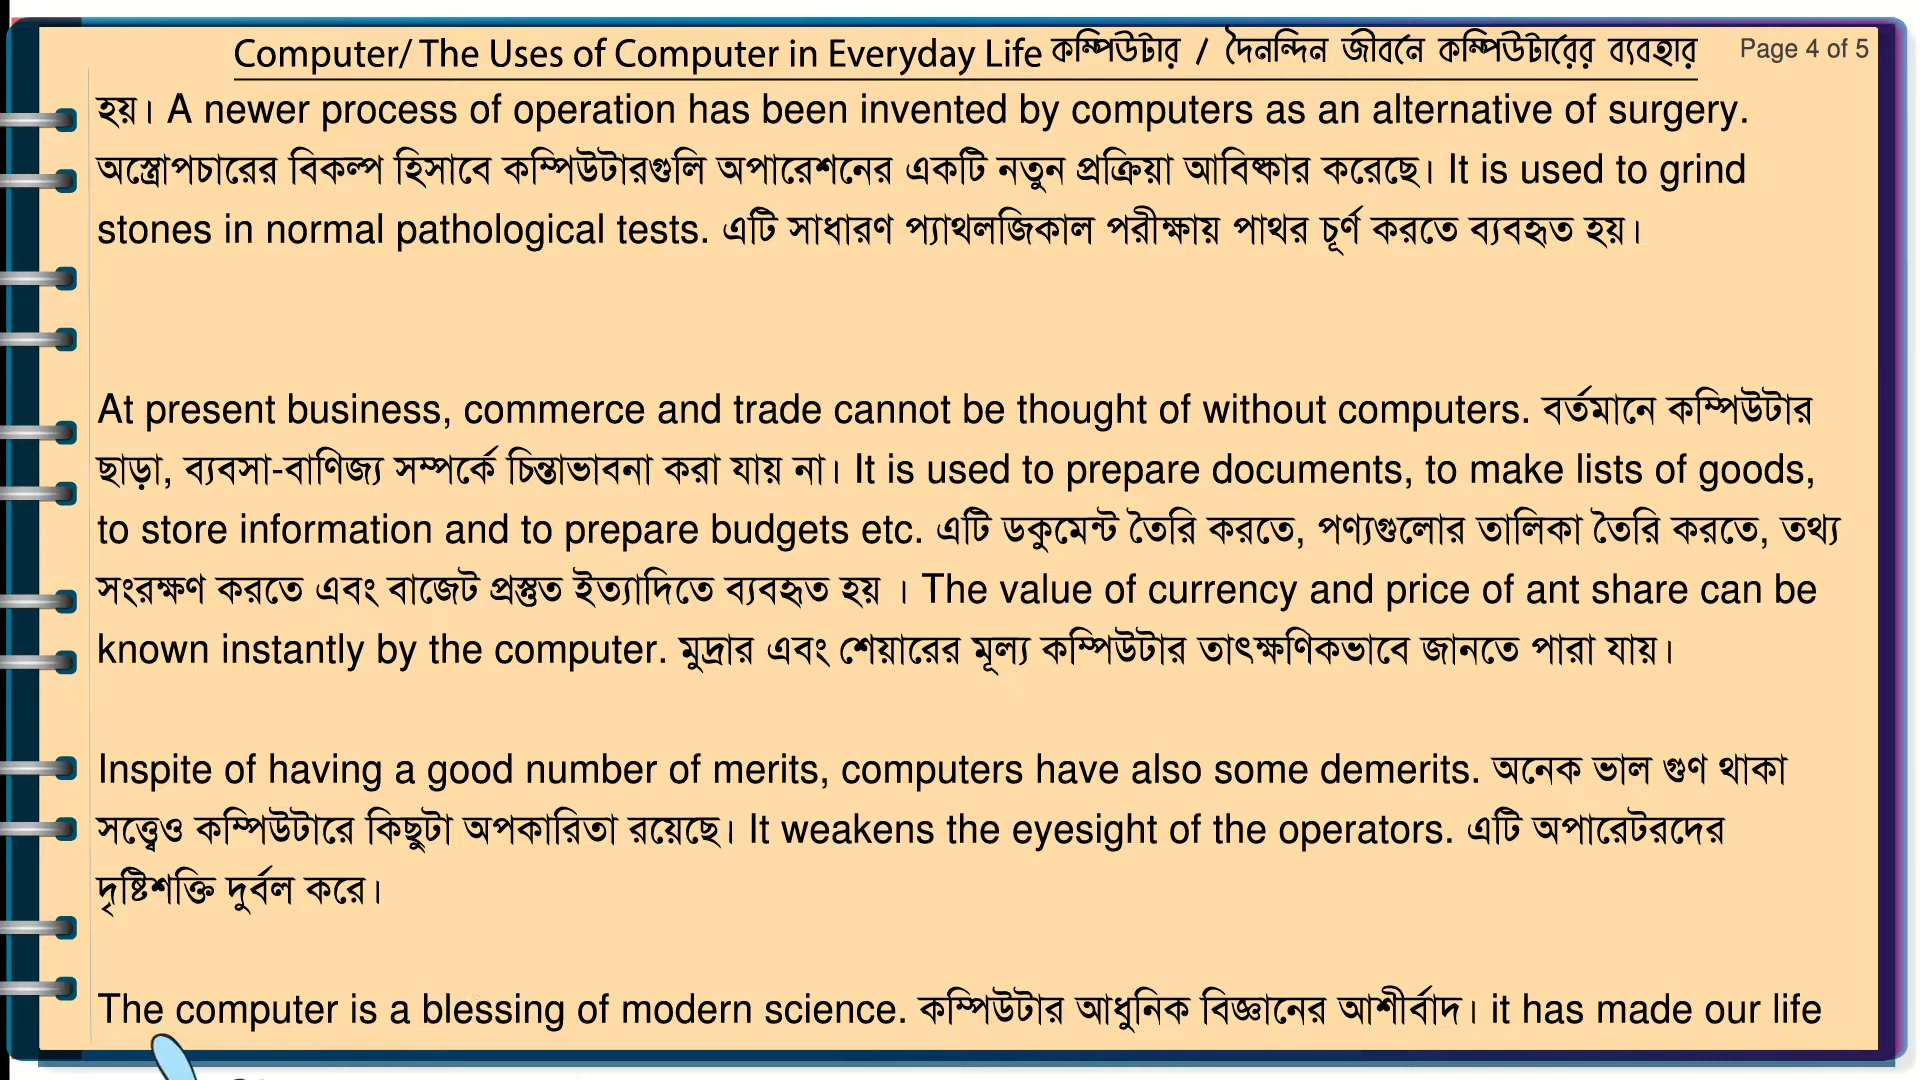 Computer/ The Uses of Computer in Everyday Life কম্পিউটার / দৈনন্দিন জীবনে কম্পিউটারের ব্যবহার
Page 4 of 5
হয়। A newer process of operation has been invented by computers as an alternative of surgery.
অস্ত্রোপচারের বিকল্প হিসাবে কম্পিউটারগুলি অপারেশনের একটি নতুন প্রক্রিয়া আবিষ্কার করেছে। It is used to grind
stones in normal pathological tests. এটি সাধারণ প্যাথলজিকাল পরীক্ষায় পাথর চূর্ণ করতে ব্যবহৃত হয়।
At present business, commerce and trade cannot be thought of without computers. বর্তমানে কম্পিউটার
ছাড়া, ব্যবসা-বাণিজ্য সম্পর্কে চিন্তাভাবনা করা যায় না। It is used to prepare documents, to make lists of goods,
to store information and to prepare budgets etc. এটি ডকুমেন্ট তৈরি করতে, পণ্যগুলোর তালিকা তৈরি করতে, তথ্য
সংরক্ষণ করতে এবং বাজেট প্রস্তুত ইত্যাদিতে ব্যবহৃত হয় । The value of currency and price of ant share can be
known instantly by the computer. মুদ্রার এবং শেয়ারের মূল্য কম্পিউটার তাৎক্ষণিকভাবে জানতে পারা যায়।
Inspite of having a good number of merits, computers have also some demerits. অনেক ভাল গুণ থাকা
সত্ত্বেও কম্পিউটারে কিছুটা অপকারিতা রয়েছে। It weakens the eyesight of the operators. এটি অপারেটরদের
দৃষ্টিশক্তি দুর্বল করে।
The computer is a blessing of modern science. কম্পিউটার আধুনিক বিজ্ঞানের আশীর্বাদ। it has made our life